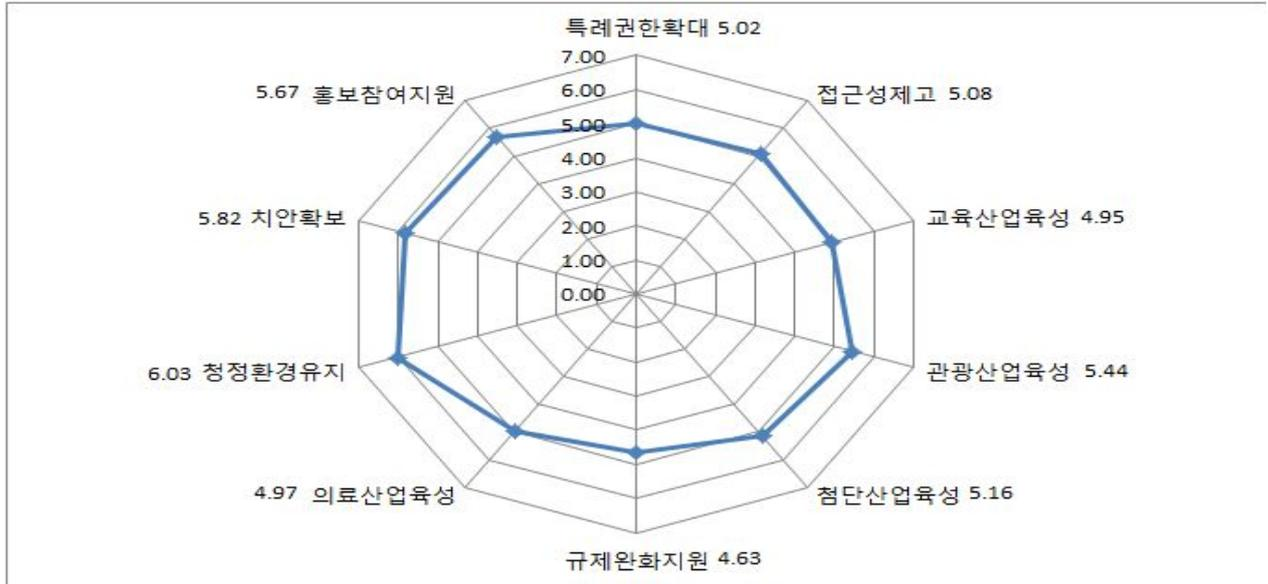 특례권한확대 5.02
7.00
6.00
5.00
4.00
3.00
2.00
1.00
0.00
접근성제고 5.08
교육산업육성 4.95
관광산업육성 5.44
첨단산업육성 5.16
규제완화지원 4.63
4.97 의료산업육성
6.03 청정환경유지
5.82 치안확보
5.67 홍보참여지원